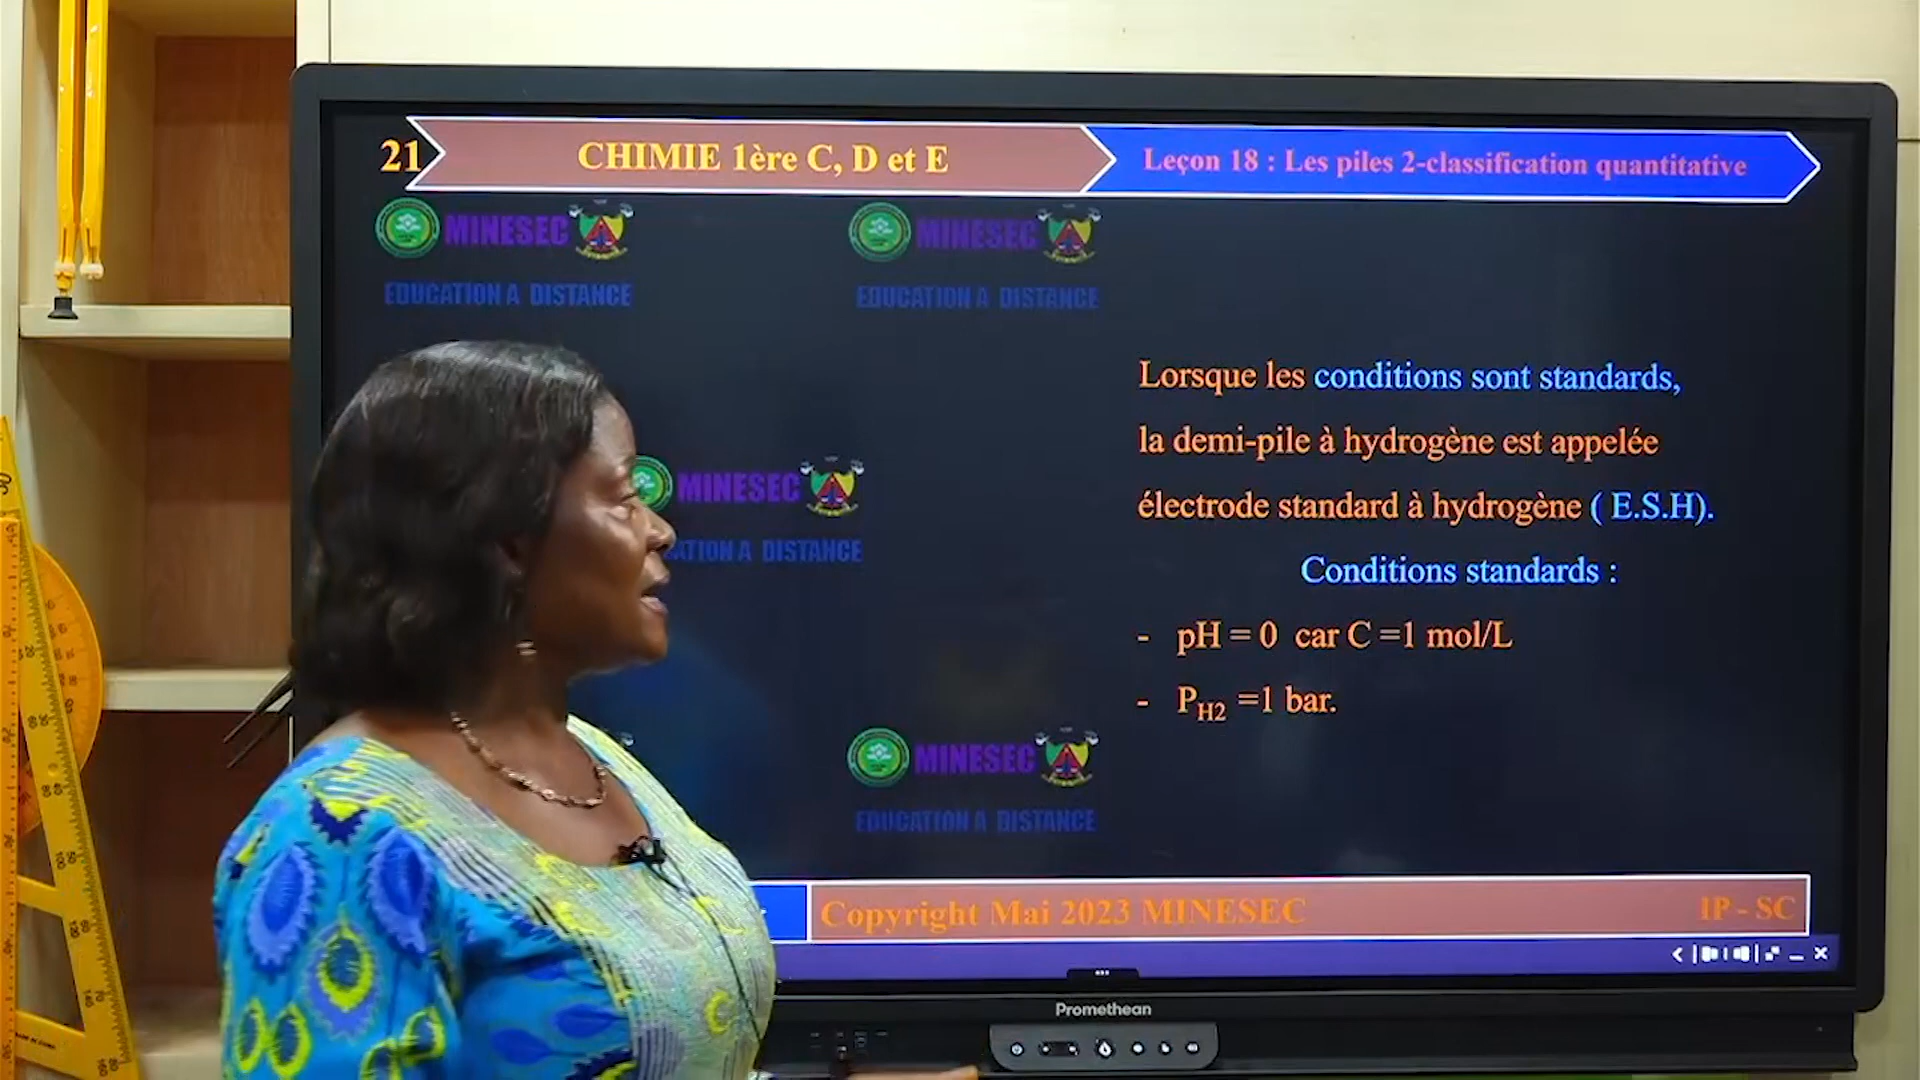 21
CHIMIE 1ère C, D et E
Leçon 18 : Les piles 2-classification quantitative
MINESEC
EDUCATION A DISTANCE
MINESEC
EDUCATION A DISTANCE
Lorsque les conditions sont standards,
la demi-pile à hydrogène est appelée
électrode standard à hydrogène ( E.S.H).
Conditions standards :
- pH = 0 car C =1 mol/L
- P_H2 =1 bar.
MINESEC
A DISTANCE
MINESEC
EDUCATION A DISTANCE
Copyright Mai 2023 MINESEC
IP - SC
Promethean